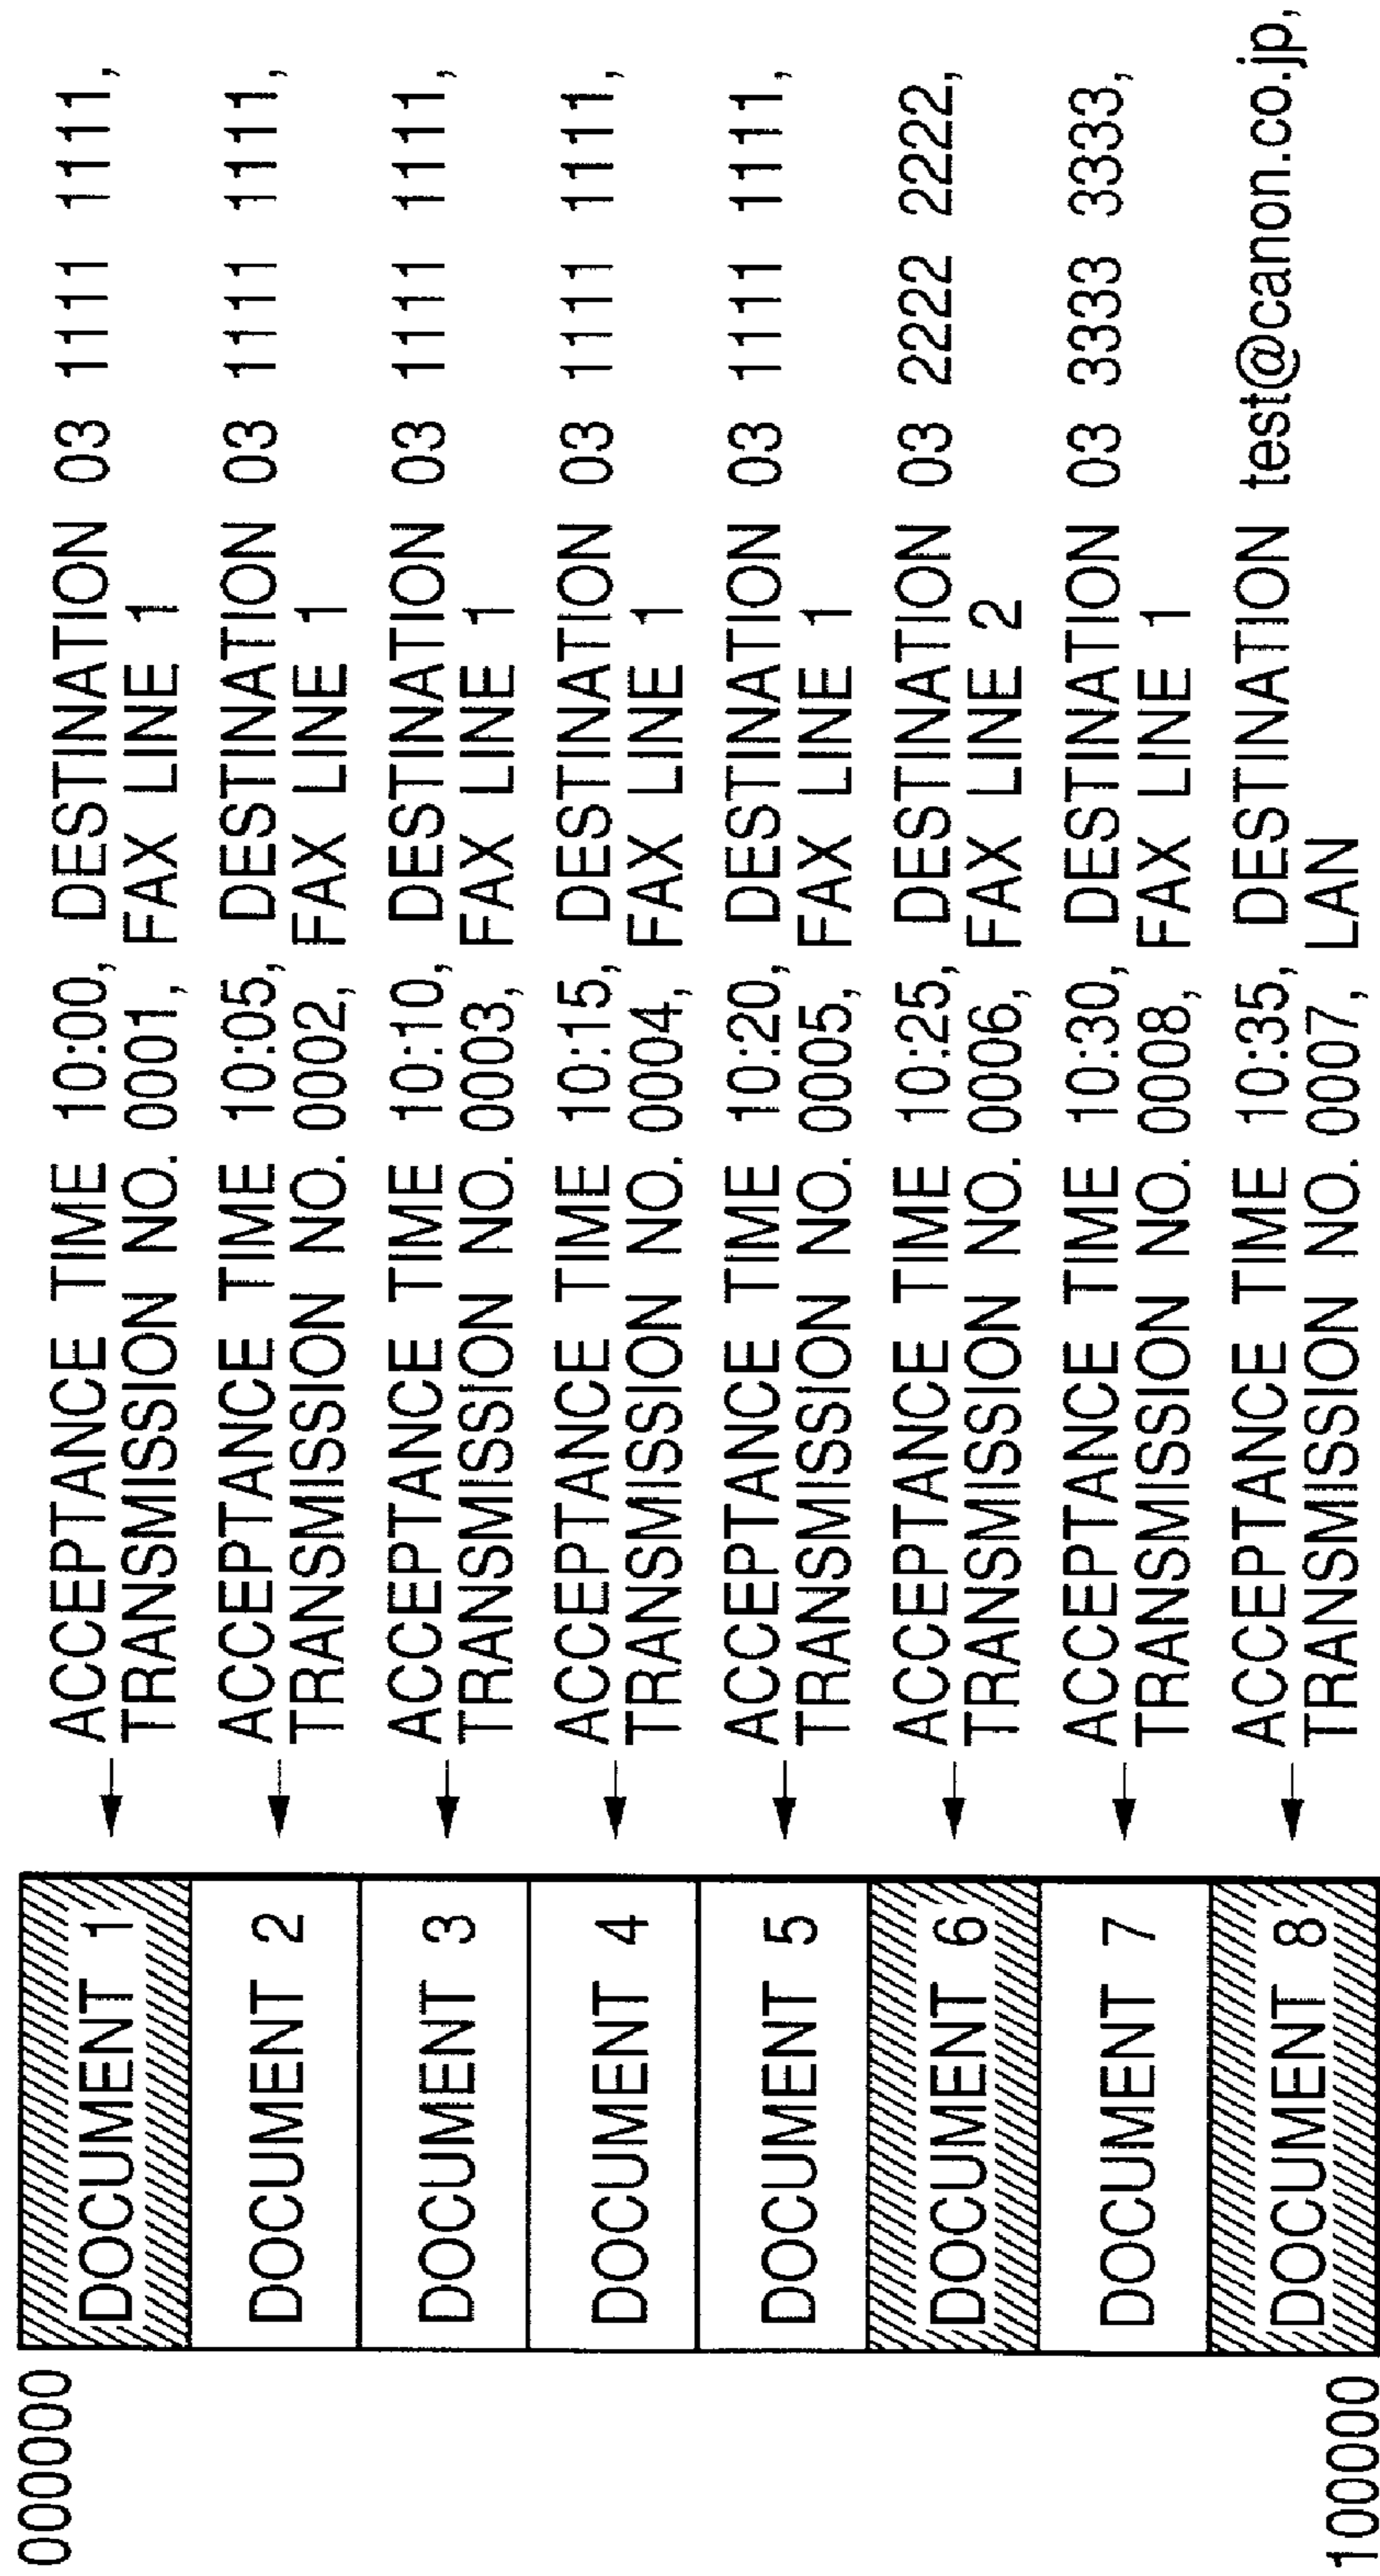 000000
DOCUMENT 1
ACCEPTANCE TIME 10:00, DESTINATION 03 1111 1111,
TRANSMISSION NO. 0001, FAX LINE 1
DOCUMENT 2
ACCEPTANCE TIME 10:05, DESTINATION 03 1111 1111,
TRANSMISSION NO. 0002, FAX LINE 1
DOCUMENT 3
ACCEPTANCE TIME 10:10, DESTINATION 03 1111 1111,
TRANSMISSION NO. 0003, FAX LINE 1
DOCUMENT 4
ACCEPTANCE TIME 10:15, DESTINATION 03 1111 1111,
TRANSMISSION NO. 0004, FAX LINE 1
DOCUMENT 5
ACCEPTANCE TIME 10:20, DESTINATION 03 1111 1111,
TRANSMISSION NO. 0005, FAX LINE 1
DOCUMENT 6
ACCEPTANCE TIME 10:25, DESTINATION 03 2222 2222,
TRANSMISSION NO. 0006, FAX LINE 2
DOCUMENT 7
ACCEPTANCE TIME 10:30, DESTINATION 03 3333 3333,
TRANSMISSION NO. 0008, FAX LINE 1
DOCUMENT 8
ACCEPTANCE TIME 10:35, DESTINATION test@canon.co.jp,
TRANSMISSION NO. 0007, LAN
100000